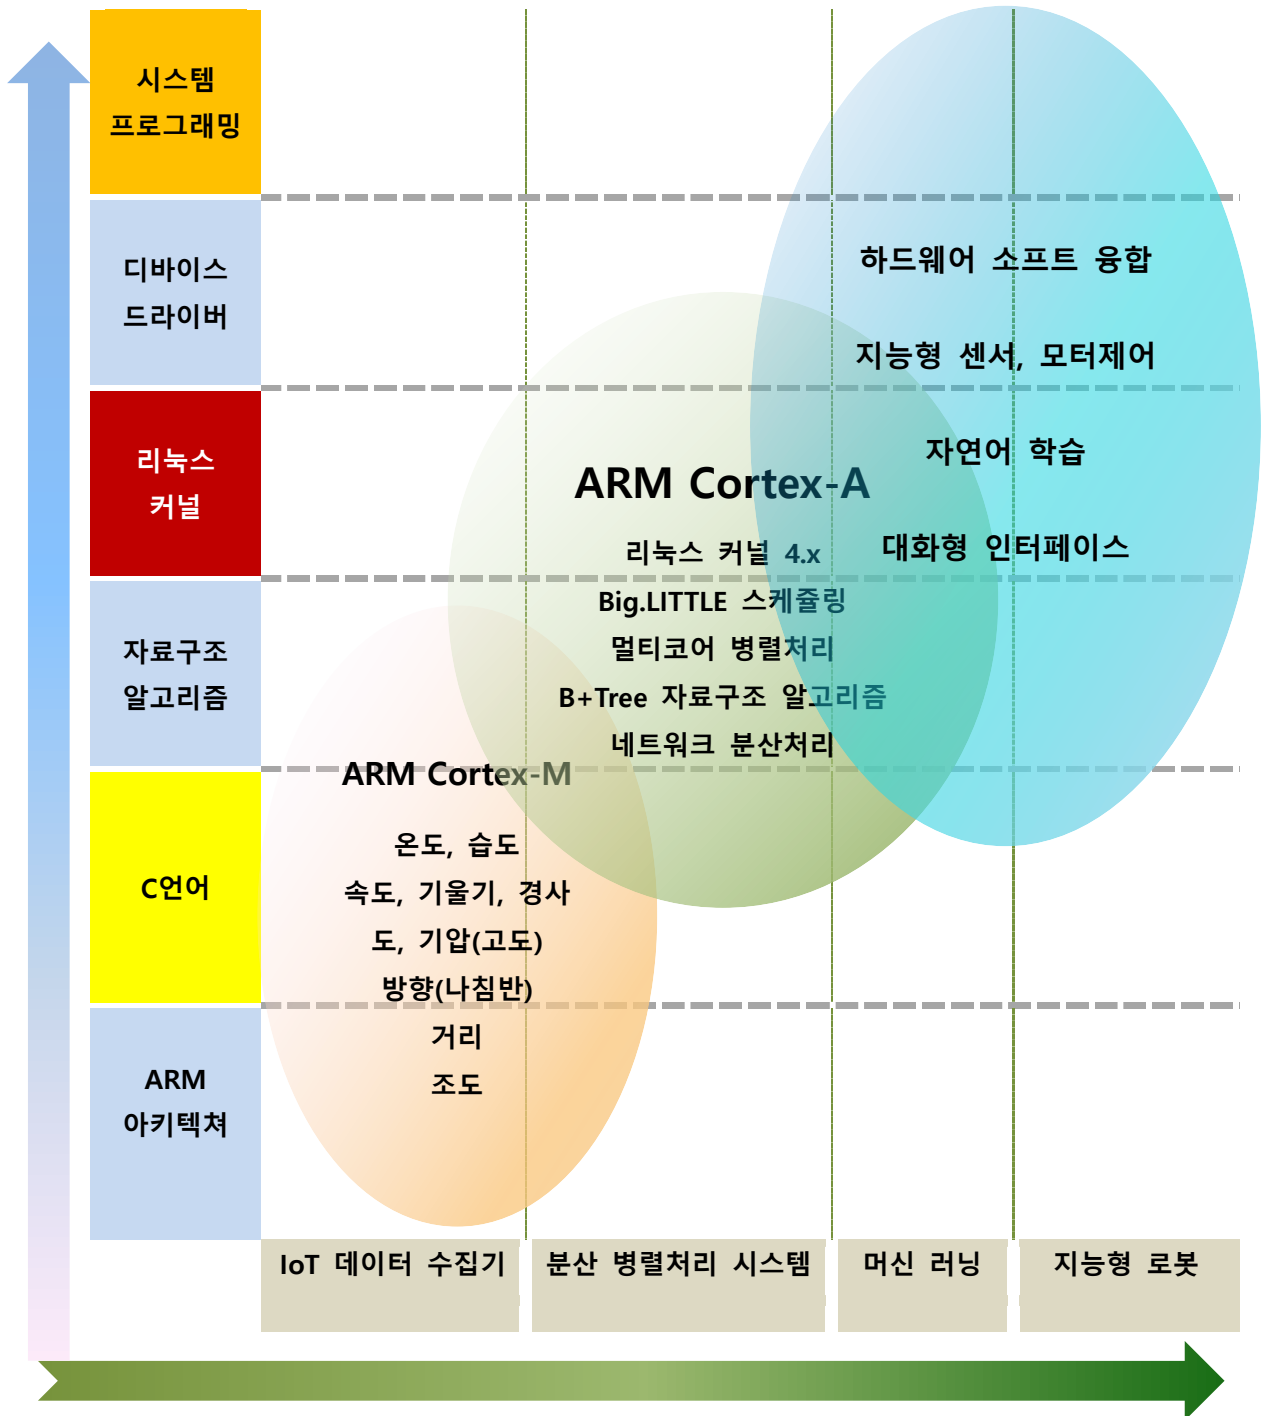 시스템
프로그래밍
디바이스
드라이버
리눅스
커널
자료구조
알고리즘
C언어
ARM
아키텍쳐
하드웨어 소프트 융합
지능형 센서, 모터제어
자연어 학습
대화형 인터페이스
ARM Cortex-A
리눅스 커널 4.x
Big.LITTLE 스케쥴링
멀티코어 병렬처리
B+Tree 자료구조 알고리즘
네트워크 분산처리
ARM Cortex-M
온도, 습도
속도, 기울기, 경사
도, 기압(고도)
방향(나침반)
거리
조도
IoT 데이터 수집기
분산 병렬처리 시스템
머신 러닝
지능형 로봇